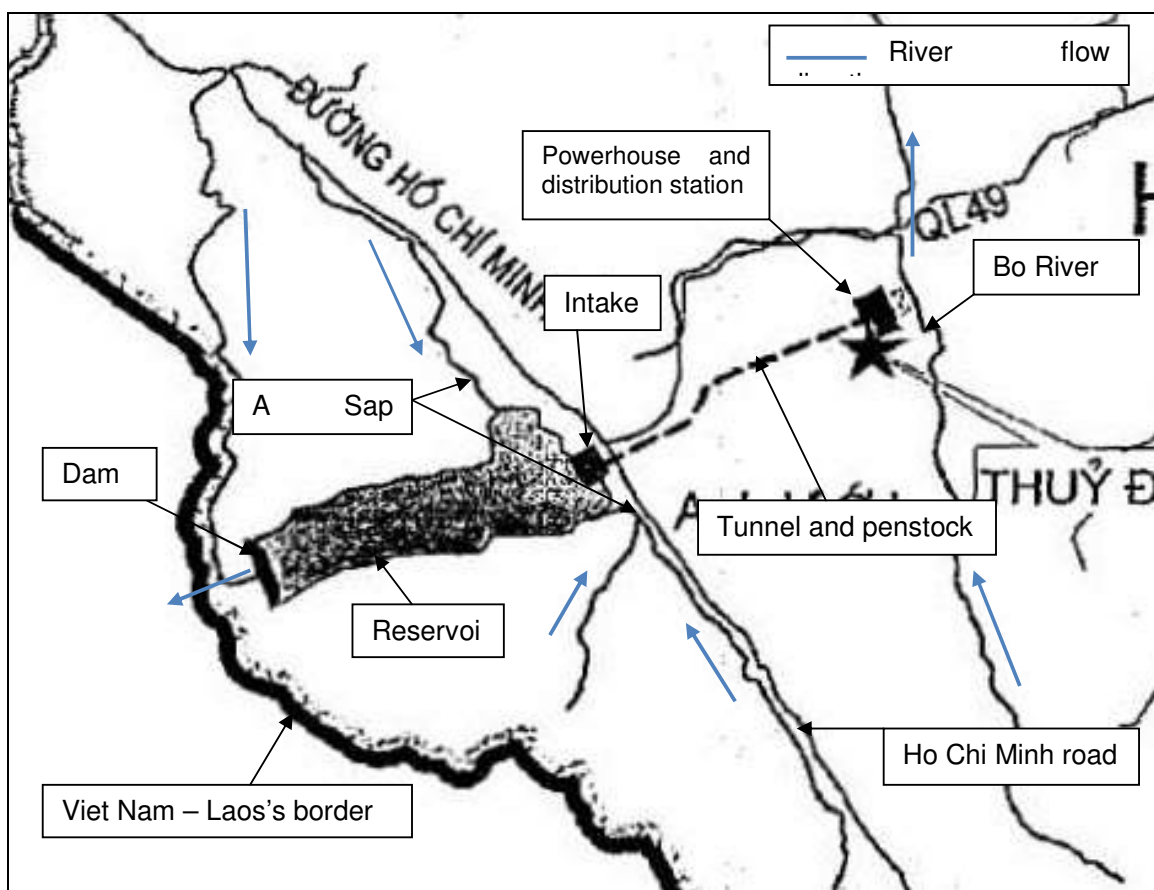 River flow
ĐƯỜNG HỒ CHÍ MINH
Powerhouse and
distribution station
QL49
Bo River
Intake
A Sap
Dam
THUỶ Đ
Tunnel and penstock
Reservoi
Ho Chi Minh road
Viet Nam – Laos's border